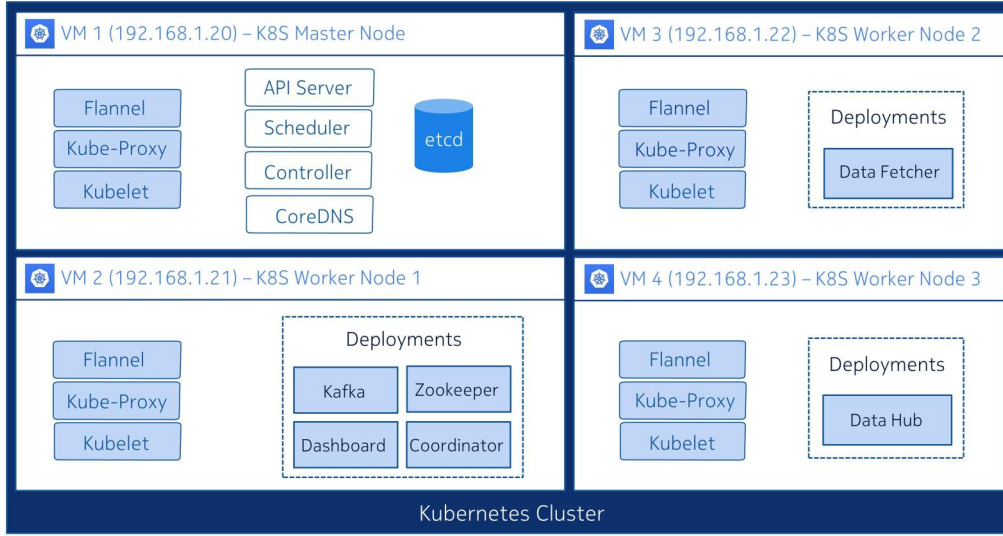 VM 1 (192.168.1.20) – K8S Master Node
Flannel
Kube-Proxy
Kubelet
API Server
Scheduler
Controller
CoreDNS
etcd
VM 3 (192.168.1.22) – K8S Worker Node 2
Flannel
Kube-Proxy
Kubelet
Deployments
Data Fetcher
VM 2 (192.168.1.21) – K8S Worker Node 1
Flannel
Kube-Proxy
Kubelet
Deployments
Kafka
Zookeeper
Dashboard
Coordinator
VM 4 (192.168.1.23) – K8S Worker Node 3
Flannel
Kube-Proxy
Kubelet
Deployments
Data Hub
Kubernetes Cluster